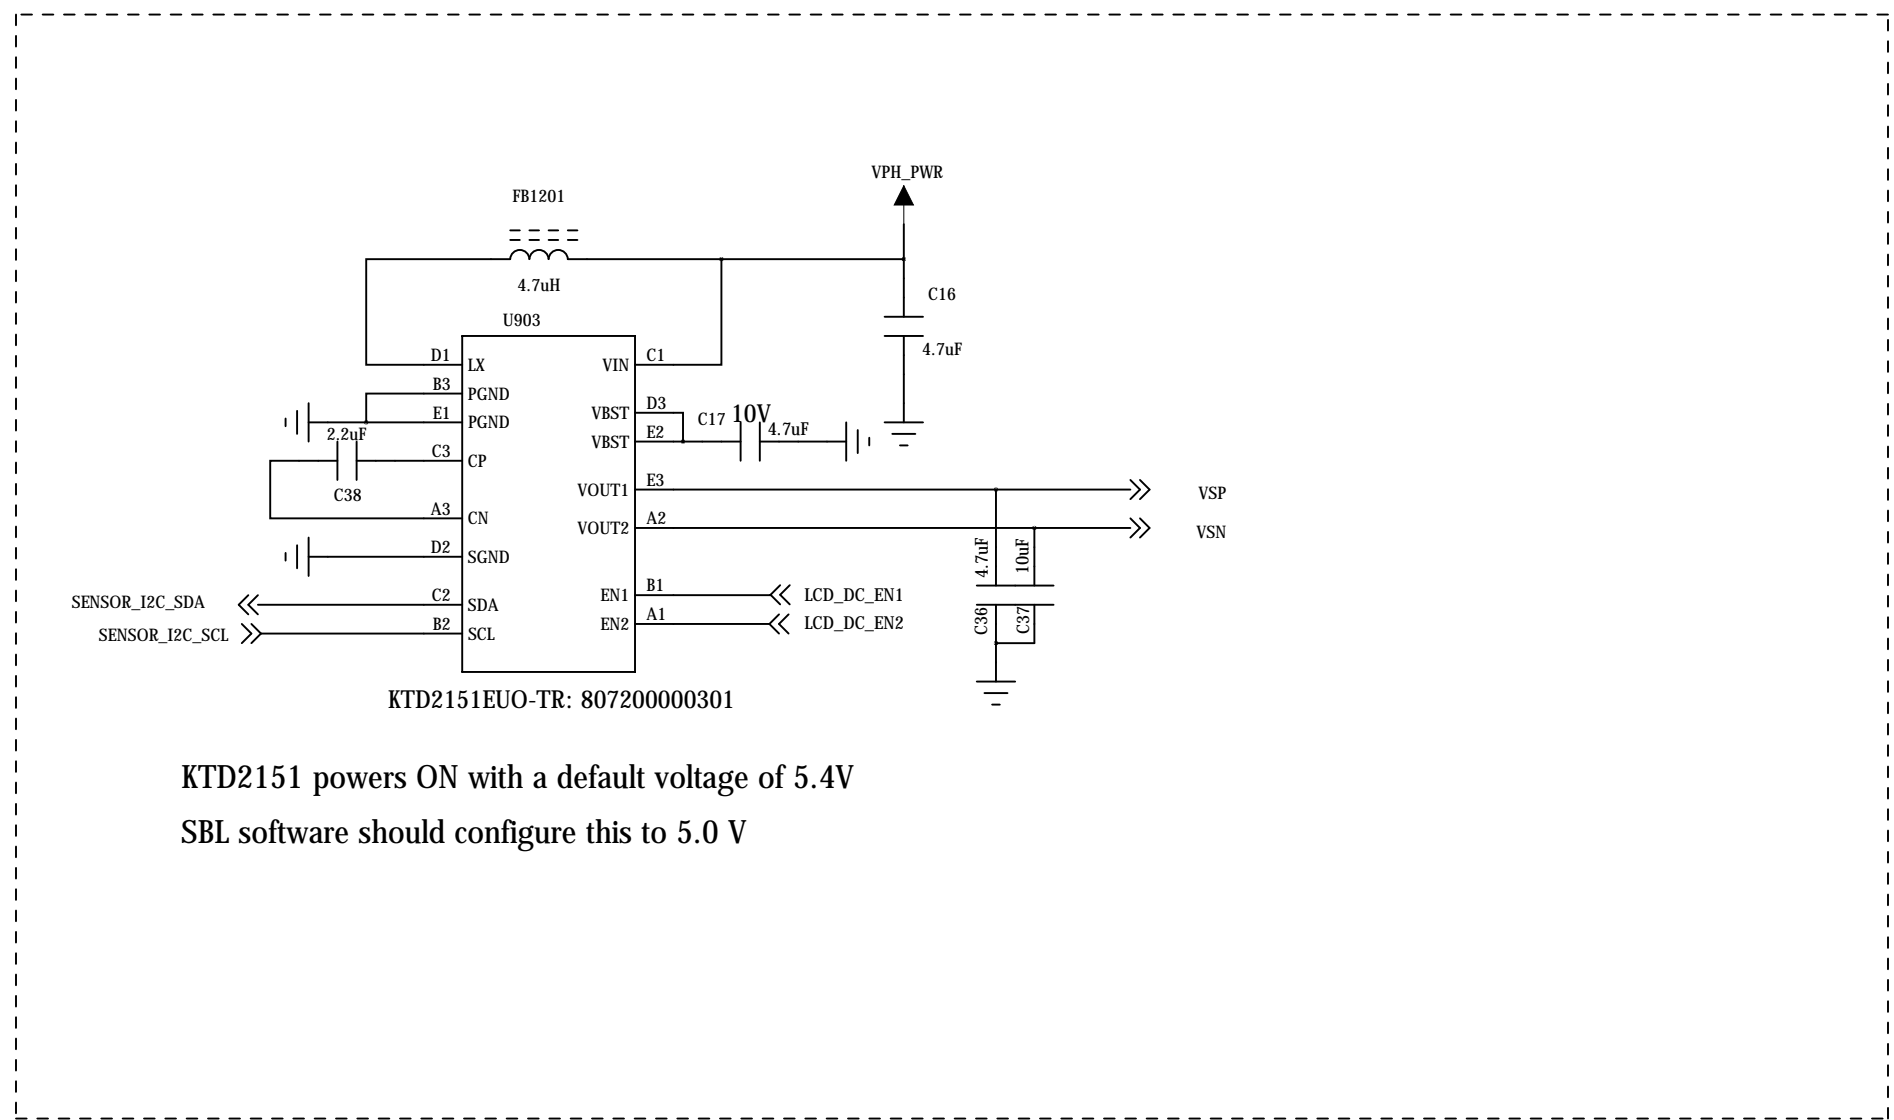 VPH_PWR
FB1201
4.7uH
C16
4.7uF
U903
D1 LX
VIN C1
B3 PGND
E1 PGND
VBST D3
VBST E2
C17 10V 4.7uF
2.2uF
C38
C3 CP
A3 CN
VOUT1 E3
VSP
VOUT2 A2
VSN
D2 SGND
4.7uF 10uF
C36 C37
SENSOR_I2C_SDA C2 SDA
SENSOR_I2C_SCL B2 SCL
EN1 B1 LCD_DC_EN1
EN2 A1 LCD_DC_EN2
KTD2151EUO-TR: 807200000301
KTD2151 powers ON with a default voltage of 5.4V
SBL software should configure this to 5.0 V